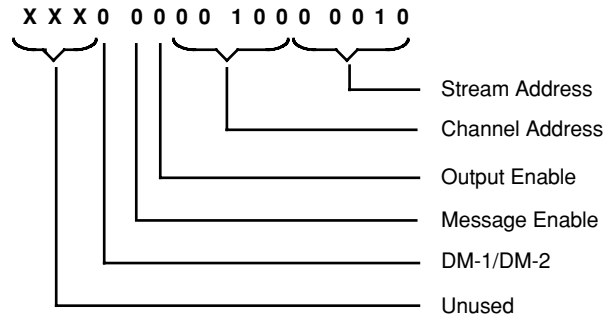 X X X 0 0 0 0 0 1 0 0 0 0 0 1 0
Stream Address
Channel Address
Output Enable
Message Enable
DM-1/DM-2
Unused